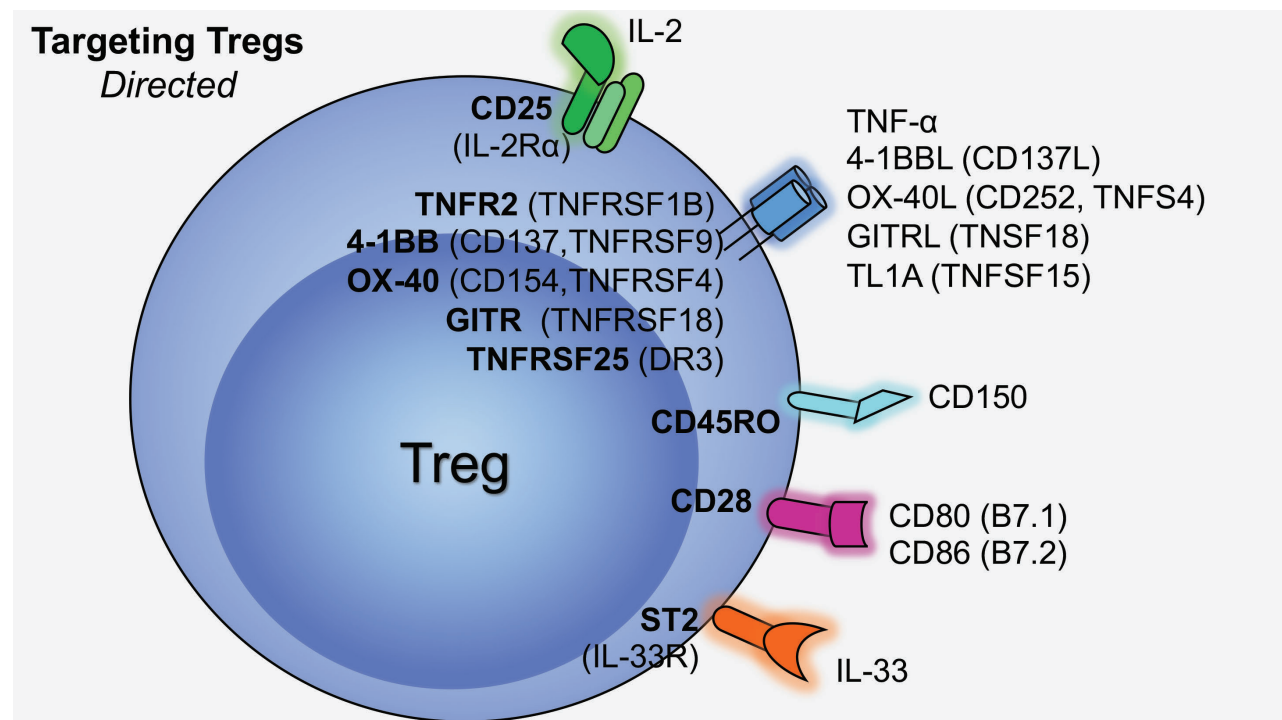 Targeting Tregs
Directed
IL-2
CD25
(IL-2Rα)
TNFR2 (TNFRSF1B)
4-1BB (CD137,TNFRSF9)
OX-40 (CD154,TNFRSF4)
GITR (TNFRSF18)
TNFRSF25 (DR3)
TNF-α
4-1BBL (CD137L)
OX-40L (CD252, TNFS4)
GITRL (TNSF18)
TL1A (TNFSF15)
CD45RO
CD150
Treg
CD28
CD80 (B7.1)
CD86 (B7.2)
ST2
(IL-33R)
IL-33